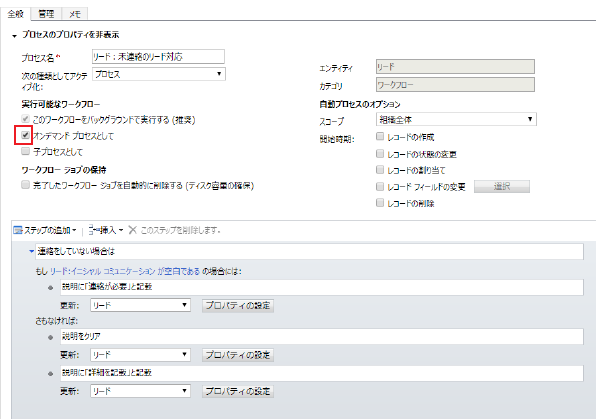 全般 管理 メモ
プロセスのプロパティを非表示
プロセス名* リード：未連絡のリード対応
次の種類としてアクティブ化: プロセス
エンティティ リード
カテゴリ ワークフロー
実行可能なワークフロー
このワークフローをバックグラウンドで実行する (推奨)
オンデマンド プロセスとして
子プロセスとして
ワークフロー ジョブの保持
完了したワークフロー ジョブを自動的に削除する (ディスク容量の確保)
自動プロセスのオプション
スコープ 組織全体
開始時期: レコードの作成
レコードの状態の変更
レコードの割り当て
レコード フィールドの変更 選択
レコードの削除
ステップの追加 挿入 このステップを削除します。
連絡をしていない場合は
もし リード:イニシャル コミュニケーション が空白である の場合には:
説明に「連絡が必要」と記載
更新: リード プロパティの設定
さもなければ:
説明をクリア
更新: リード プロパティの設定
説明に「詳細を記載」と記載
更新: リード プロパティの設定